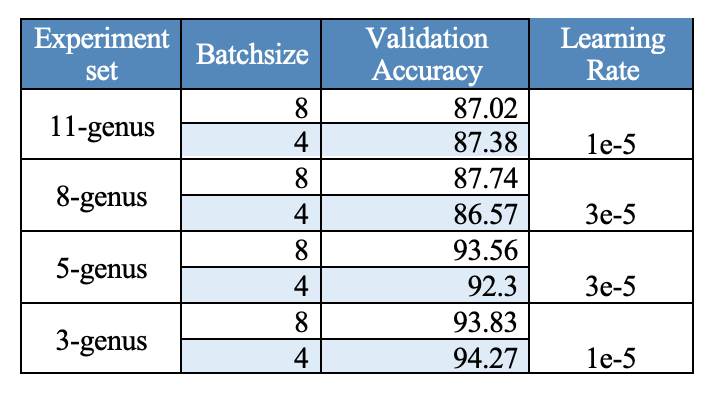 Experiment set Batchsize Validation Accuracy Learning Rate
11-genus 8 87.02 1e-5
4 87.38
8-genus 8 87.74 3e-5
4 86.57
5-genus 8 93.56 3e-5
4 92.3
3-genus 8 93.83 1e-5
4 94.27